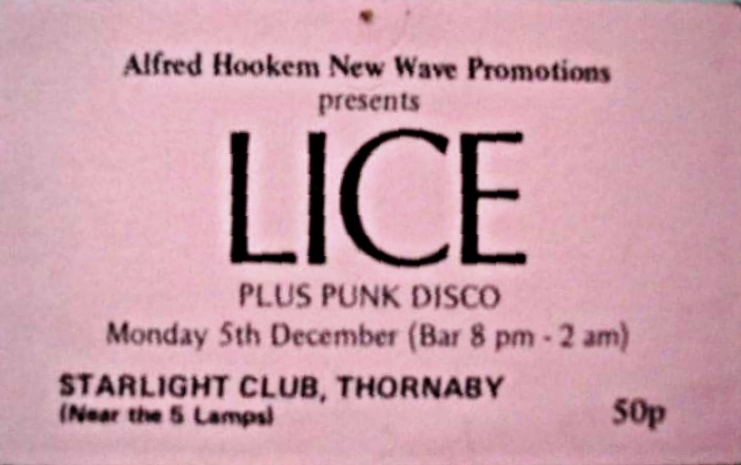 Alfred Hookem New Wave Promotions
presents
LICE
PLUS PUNK DISCO
Monday 5th December (Bar 8 pm - 2 am)
STARLIGHT CLUB, THORNABY
(Near the 5 Lamps)
50p